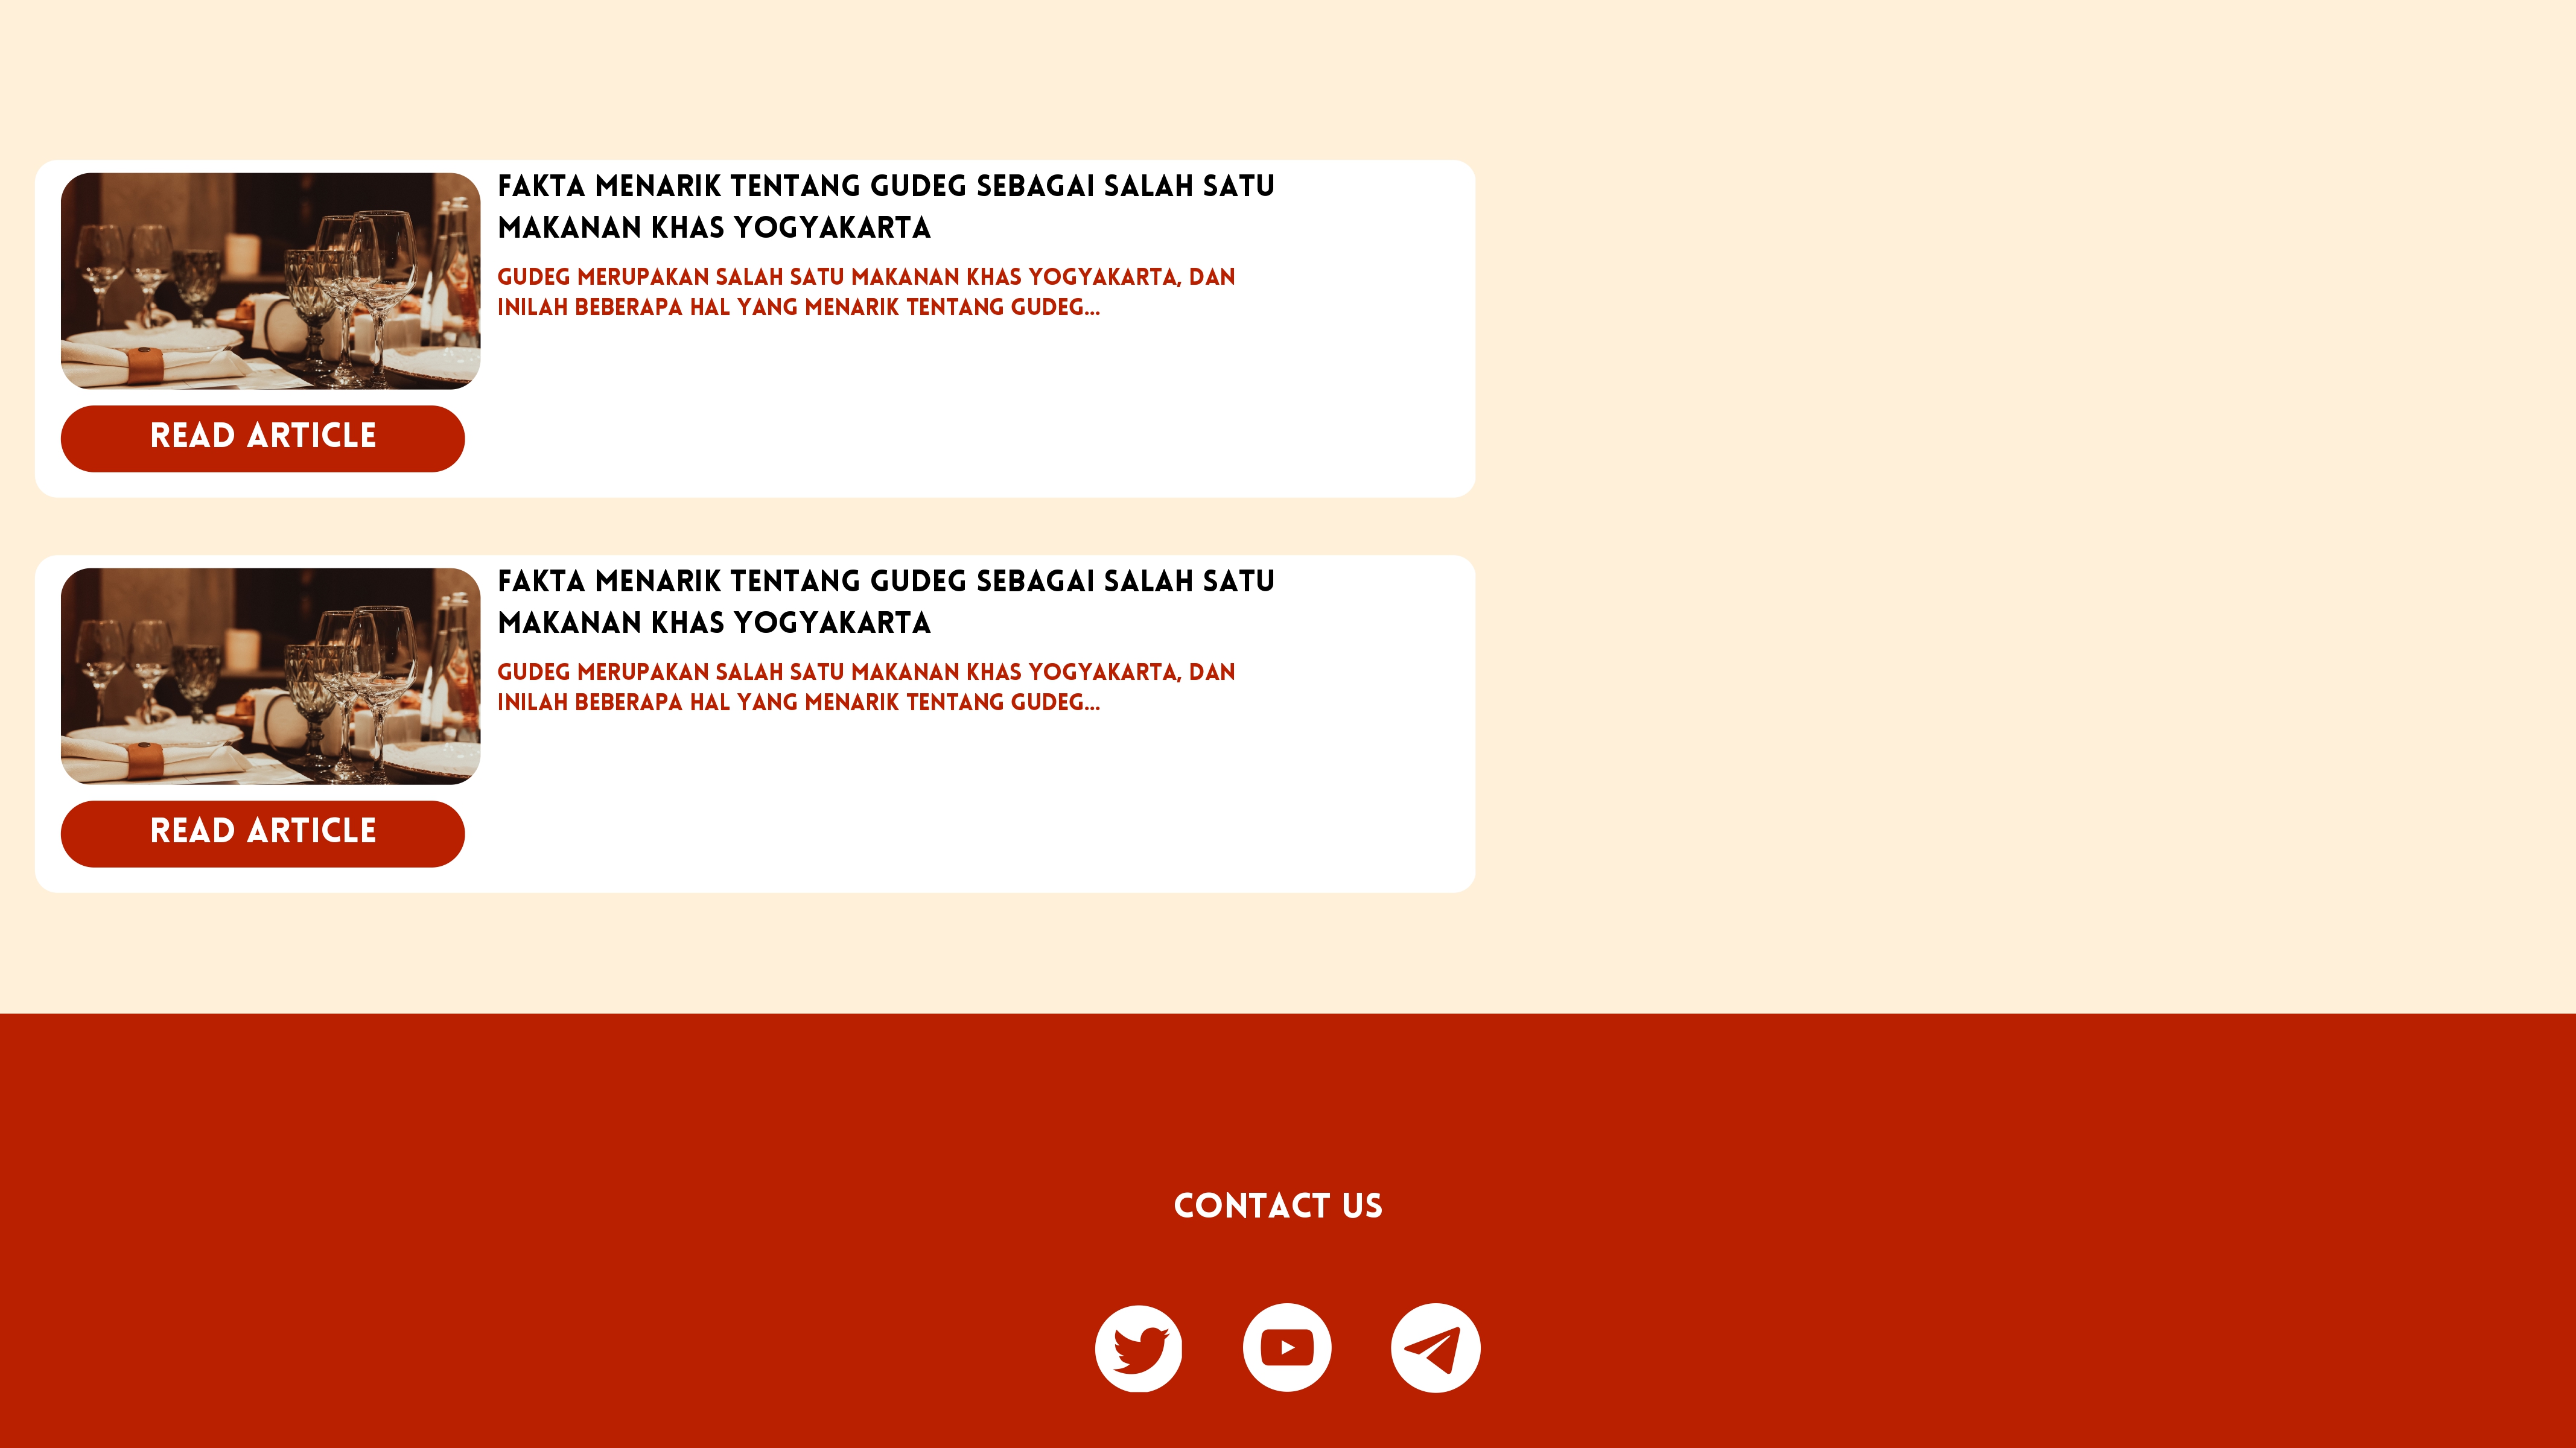 FAKTA MENARIK TENTANG GUDEG SEBAGAI SALAH SATU
MAKANAN KHAS YOGYAKARTA
GUDEG MERUPAKAN SALAH SATU MAKANAN KHAS YOGYAKARTA, DAN
INILAH BEBERAPA HAL YANG MENARIK TENTANG GUDEG...
READ ARTICLE
FAKTA MENARIK TENTANG GUDEG SEBAGAI SALAH SATU
MAKANAN KHAS YOGYAKARTA
GUDEG MERUPAKAN SALAH SATU MAKANAN KHAS YOGYAKARTA, DAN
INILAH BEBERAPA HAL YANG MENARIK TENTANG GUDEG...
READ ARTICLE
CONTACT US